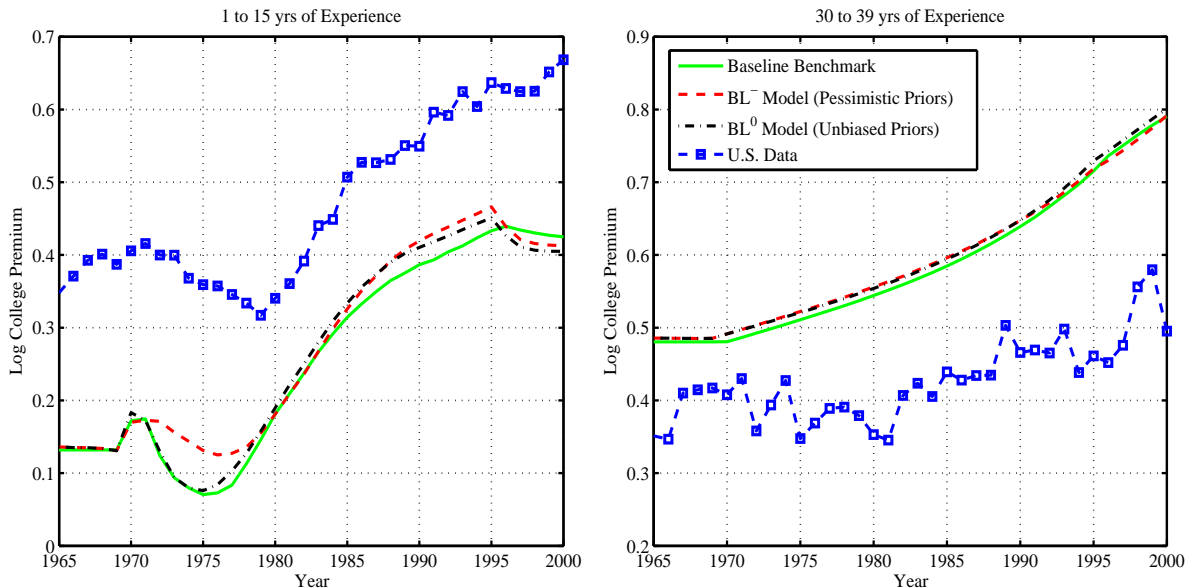 1 to 15 yrs of Experience
0.7
0.6
0.5
0.4
0.3
0.2
0.1
0
Log College Premium
1965 1970 1975 1980 1985 1990 1995 2000
Year
30 to 39 yrs of Experience
0.9
0.8
0.7
0.6
0.5
0.4
0.3
0.2
Log College Premium
Baseline Benchmark
BL⁻ Model (Pessimistic Priors)
BL⁰ Model (Unbiased Priors)
U.S. Data
1965 1970 1975 1980 1985 1990 1995 2000
Year